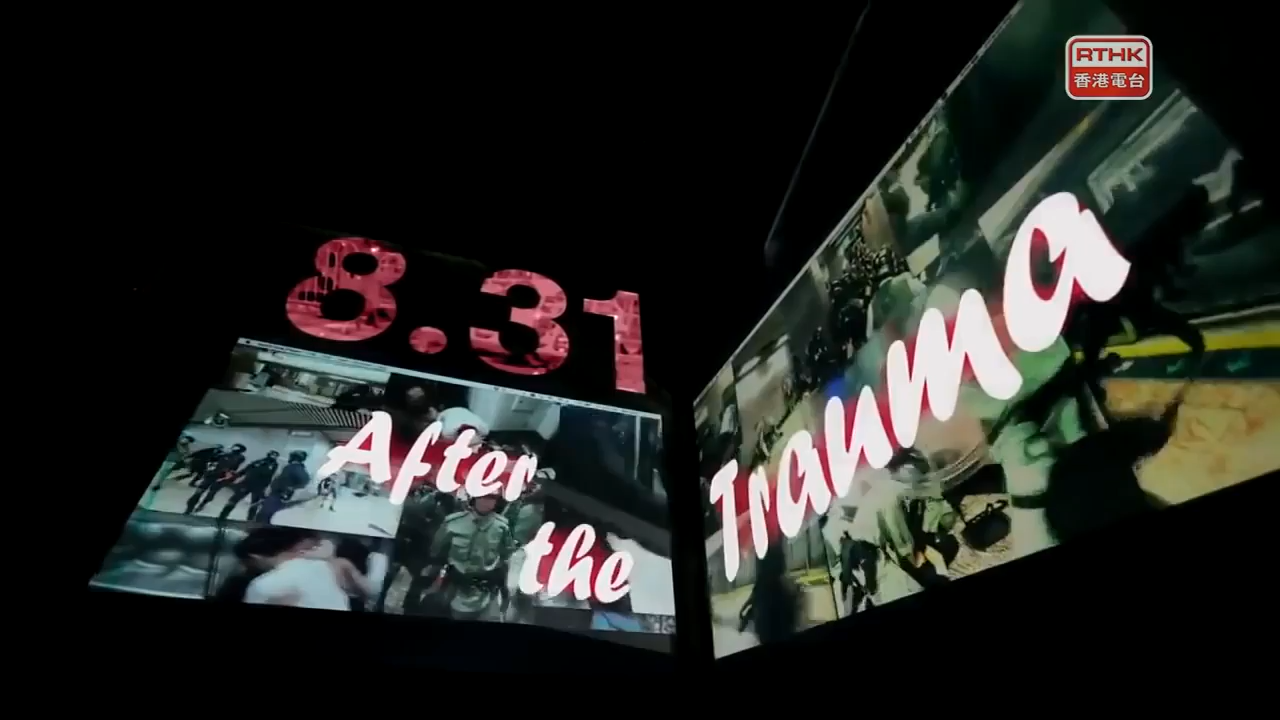 RTHK
香港電台
8.31
After
the
Trauma